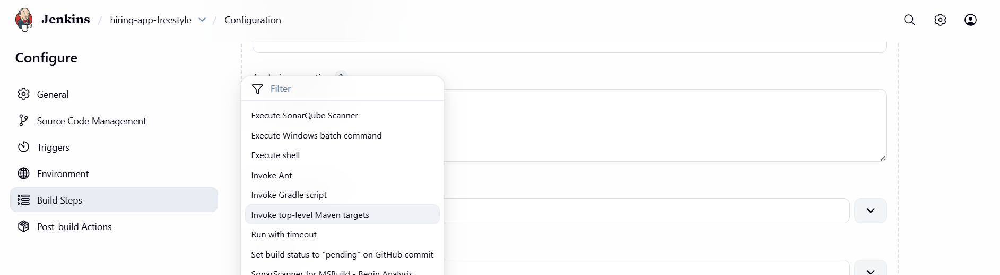 Jenkins / hiring-app-freestyle / Configuration
Configure
General
Source Code Management
Triggers
Environment
Build Steps
Post-build Actions
Filter
Execute SonarQube Scanner
Execute Windows batch command
Execute shell
Invoke Ant
Invoke Gradle script
Invoke top-level Maven targets
Run with timeout
Set build status to "pending" on GitHub commit
SonarScanner for MSBuild - Begin Analysis